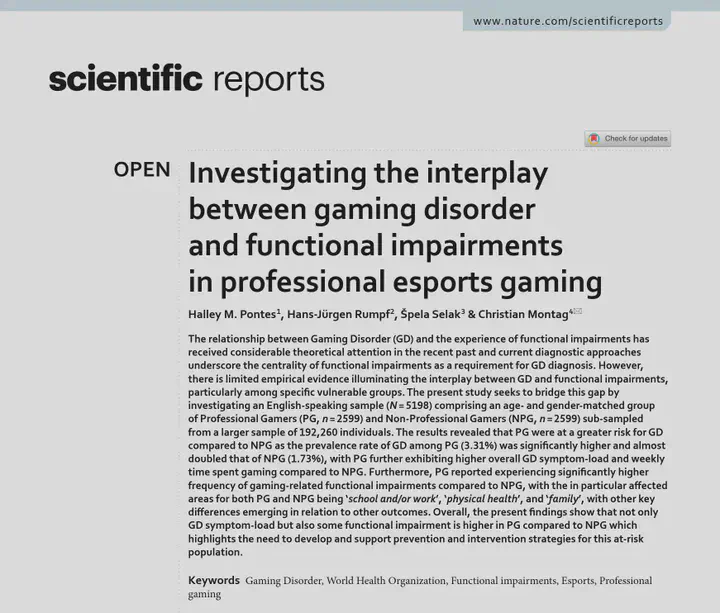 www.nature.com/scientificreports
scientific reports
Check for updates
OPEN
Investigating the interplay
between gaming disorder
and functional impairments
in professional esports gaming
Halley M. Pontes1, Hans-Jürgen Rumpf2, Špela Selak3 & Christian Montag4✉
The relationship between Gaming Disorder (GD) and the experience of functional impairments has
received considerable theoretical attention in the recent past and current diagnostic approaches
underscore the centrality of functional impairments as a requirement for GD diagnosis. However,
there is limited empirical evidence illuminating the interplay between GD and functional impairments,
particularly among specific vulnerable groups. The present study seeks to bridge this gap by
investigating an English-speaking sample (N = 5198) comprising an age- and gender-matched group
of Professional Gamers (PG, n = 2599) and Non-Professional Gamers (NPG, n = 2599) sub-sampled
from a larger sample of 192,260 individuals. The results revealed that PG were at a greater risk for GD
compared to NPG as the prevalence rate of GD among PG (3.31%) was significantly higher and almost
doubled that of NPG (1.73%), with PG further exhibiting higher overall GD symptom-load and weekly
time spent gaming compared to NPG. Furthermore, PG reported experiencing significantly higher
frequency of gaming-related functional impairments compared to NPG, with the in particular affected
areas for both PG and NPG being ‘school and/or work’, ‘physical health’, and ‘family’, with other key
differences emerging in relation to other outcomes. Overall, the present findings show that not only
GD symptom-load but also some functional impairment is higher in PG compared to NPG which
highlights the need to develop and support prevention and intervention strategies for this at-risk
population.
Keywords Gaming Disorder, World Health Organization, Functional impairments, Esports, Professional
gaming